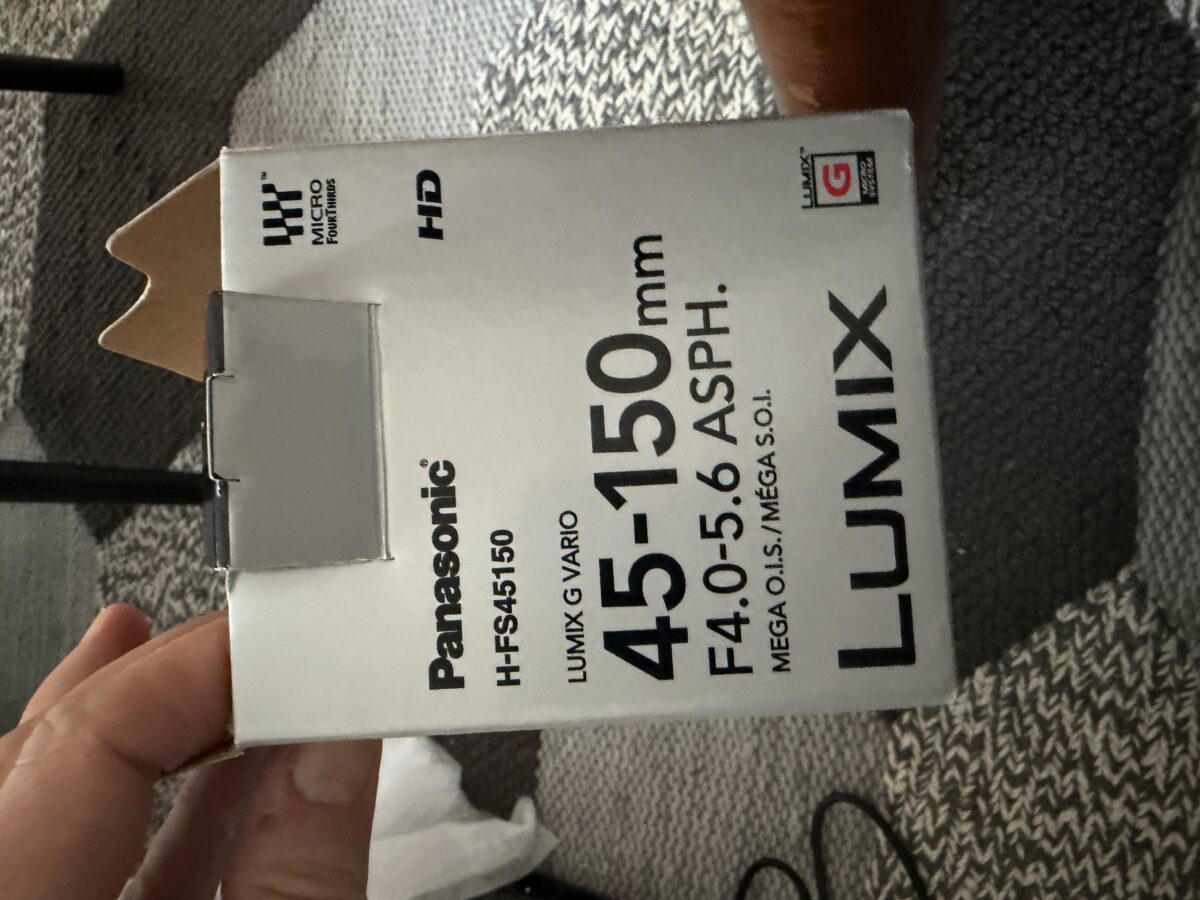 MICRO
FOURTHIRDS
HD
LUMIX
G
MICRO
SYSTEM
Panasonic®
H-FS45150
LUMIX G VARIO
45-150mm
F4.0-5.6 ASPH.
MEGA O.I.S./MÉGA S.O.I.
LUMIX